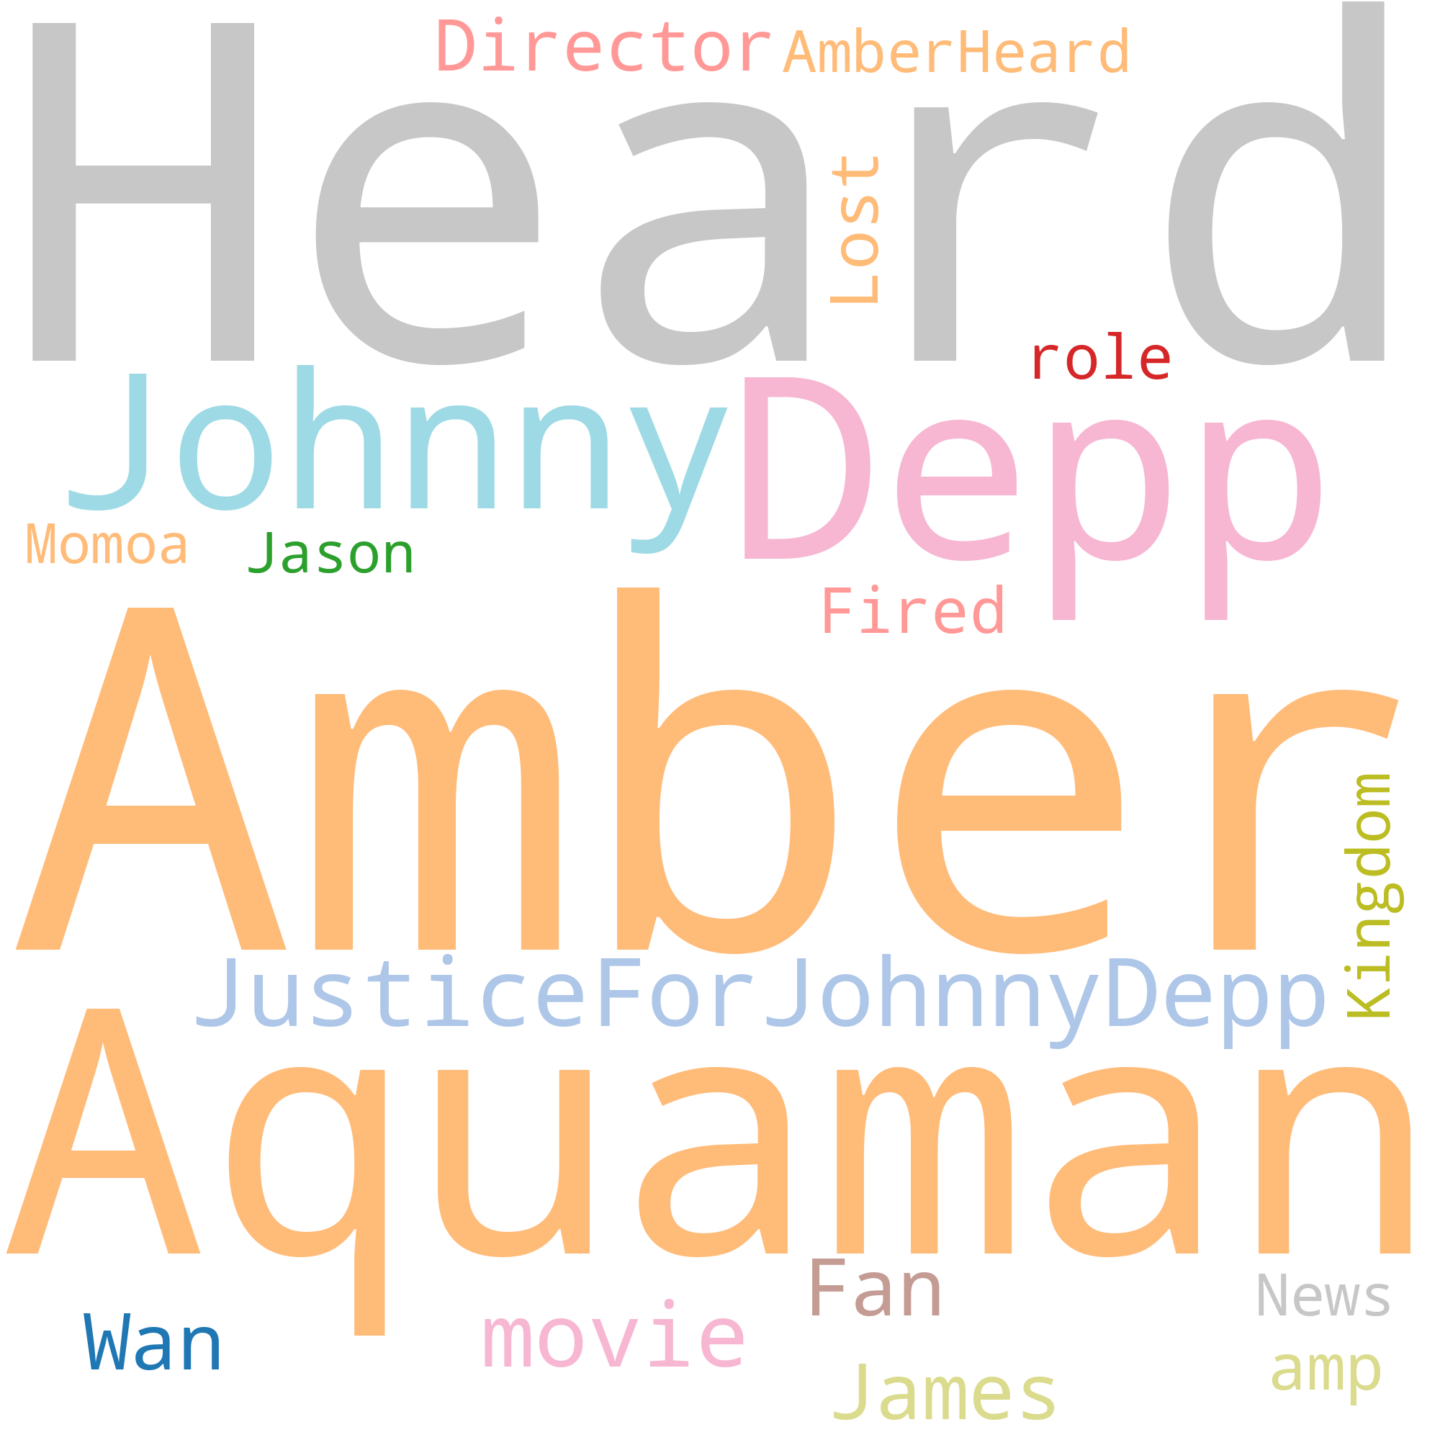 Director AmberHeard
Heard
Lost
role
Johnny Depp
Momoa Jason
Fired
Amber
Kingdom
JusticeForJohnnyDepp
Aquaman
Fan
News
Wan
movie
amp
James